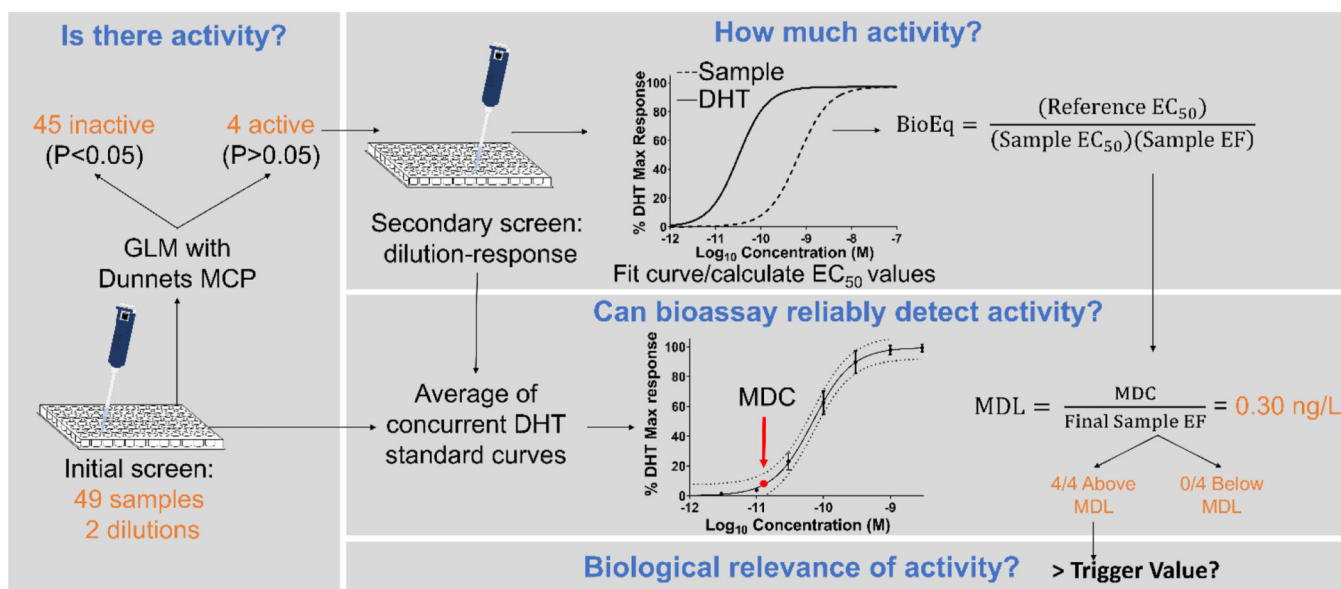 Is there activity?
45 inactive
(P<0.05)
4 active
(P>0.05)
GLM with
Dunnets MCP
Initial screen:
49 samples
2 dilutions
How much activity?
Secondary screen:
dilution-response
% DHT Max Response
100
80
60
40
20
0
Sample
DHT
-12 -11 -10 -9 -8 -7
Log₁₀ Concentration (M)
Fit curve/calculate EC₅₀ values
BioEq = (Reference EC₅₀)
(Sample EC₅₀)(Sample EF)
Can bioassay reliably detect activity?
Average of
concurrent DHT
standard curves
% DHT Max response
100
80
60
40
20
0
MDC
-12 -11 -10 -9
Log₁₀ Concentration (M)
MDL = MDC
Final Sample EF
= 0.30 ng/L
4/4 Above
MDL
0/4 Below
MDL
Biological relevance of activity?
> Trigger Value?